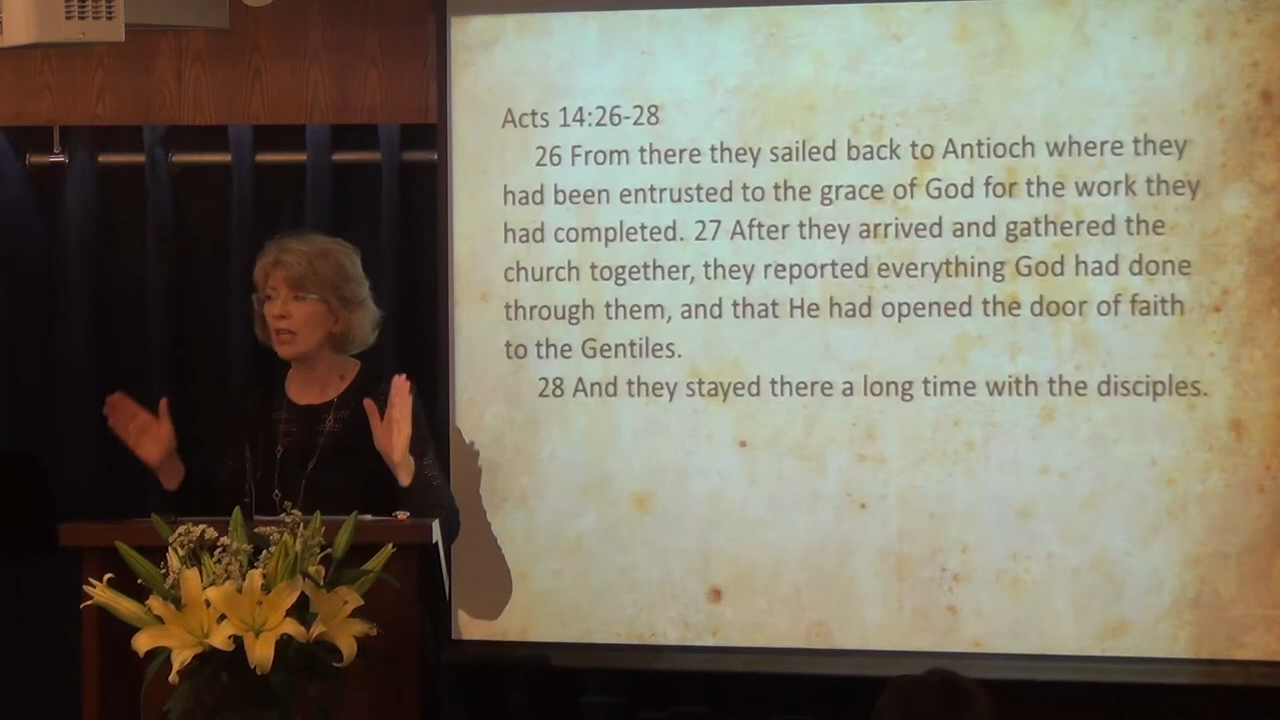 Acts 14:26-28
26 From there they sailed back to Antioch where they
had been entrusted to the grace of God for the work they
had completed. 27 After they arrived and gathered the
church together, they reported everything God had done
through them, and that He had opened the door of faith
to the Gentiles.
28 And they stayed there a long time with the disciples.